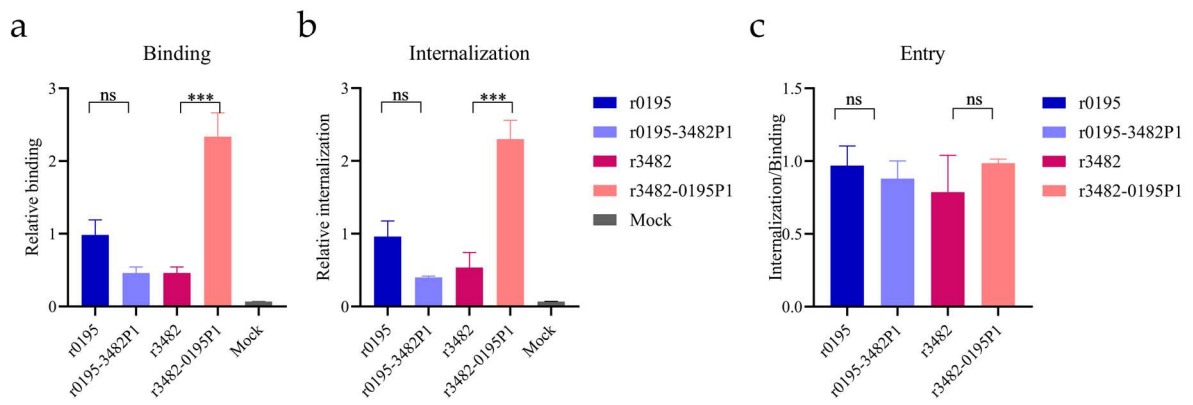 a
Binding
Relative binding
3
2
1
0
ns
***
r0195
r0195-3482P1
r3482
r3482-0195P1
Mock
b
Internalization
Relative internalization
3
2
1
0
ns
***
r0195
r0195-3482P1
r3482
r3482-0195P1
Mock
r0195
r0195-3482P1
r3482
r3482-0195P1
Mock
c
Entry
Internalization/Binding
1.5
1.0
0.5
0.0
ns
ns
r0195
r0195-3482P1
r3482
r3482-0195P1
r0195
r0195-3482P1
r3482
r3482-0195P1